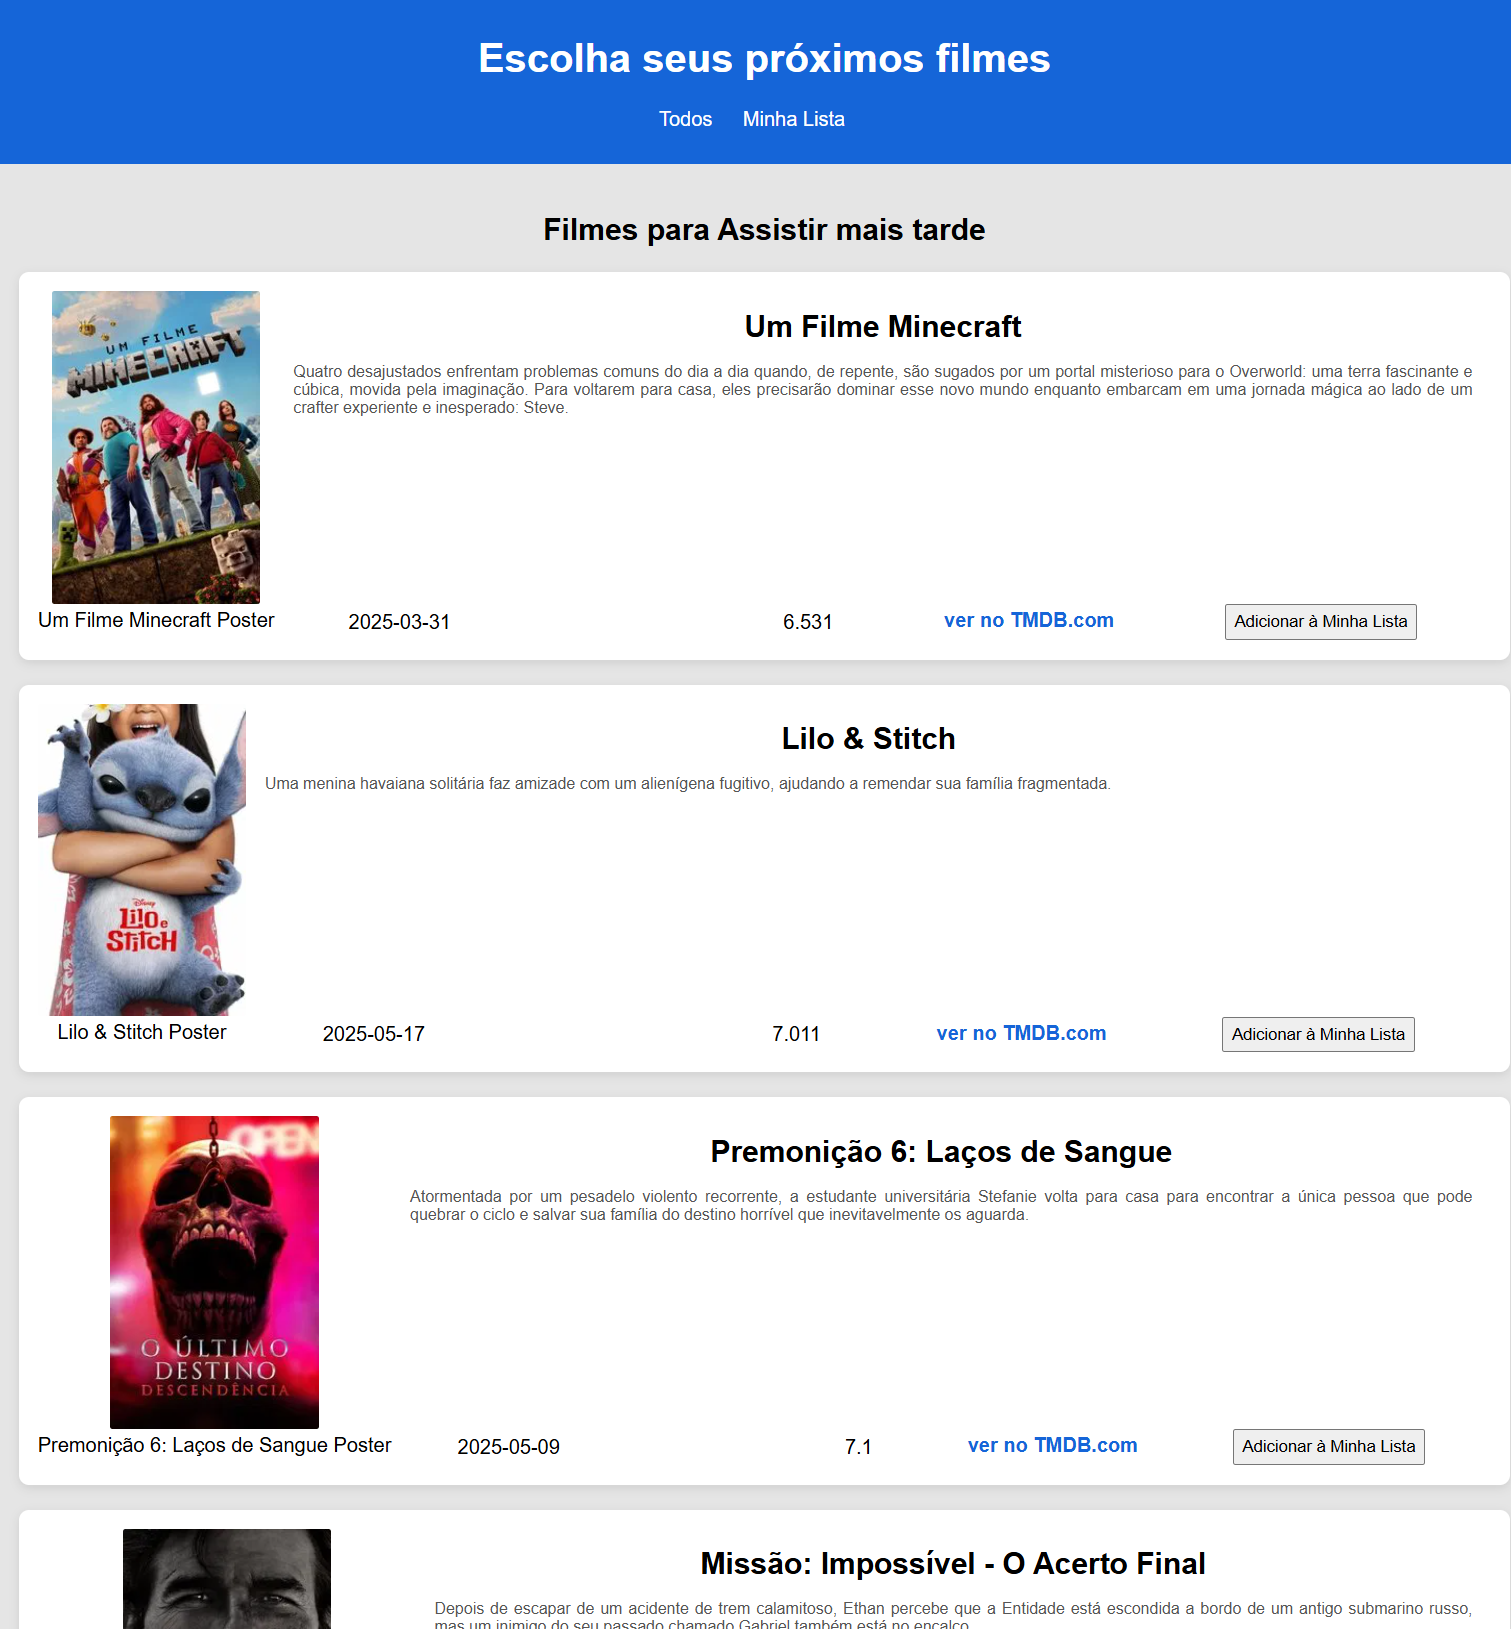 Escolha seus próximos filmes
Todos Minha Lista
Filmes para Assistir mais tarde
UM FILME
MINECRAFT
Um Filme Minecraft
Quatro desajustados enfrentam problemas comuns do dia a dia quando, de repente, são sugados por um portal misterioso para o Overworld: uma terra fascinante e
cúbica, movida pela imaginação. Para voltarem para casa, eles precisarão dominar esse novo mundo enquanto embarcam em uma jornada mágica ao lado de um
crafter experiente e inesperado: Steve.
Um Filme Minecraft Poster 2025-03-31 6.531 ver no TMDB.com Adicionar à Minha Lista
Lilo & Stitch
Uma menina havaiana solitária faz amizade com um alienígena fugitivo, ajudando a remendar sua família fragmentada.
Disney
LiLO e
STiTCH
Lilo & Stitch Poster 2025-05-17 7.011 ver no TMDB.com Adicionar à Minha Lista
OPEN
Premonição 6: Laços de Sangue
Atormentada por um pesadelo violento recorrente, a estudante universitária Stefanie volta para casa para encontrar a única pessoa que pode
quebrar o ciclo e salvar sua família do destino horrível que inevitavelmente os aguarda.
O ÚLTIMO
DESTINO
DESCENDÊNCIA
Premonição 6: Laços de Sangue Poster 2025-05-09 7.1 ver no TMDB.com Adicionar à Minha Lista
Missão: Impossível - O Acerto Final
Depois de escapar de um acidente de trem calamitoso, Ethan percebe que a Entidade está escondida a bordo de um antigo submarino russo,
mas um inimigo do seu passado chamado Gabriel também está no encalço.